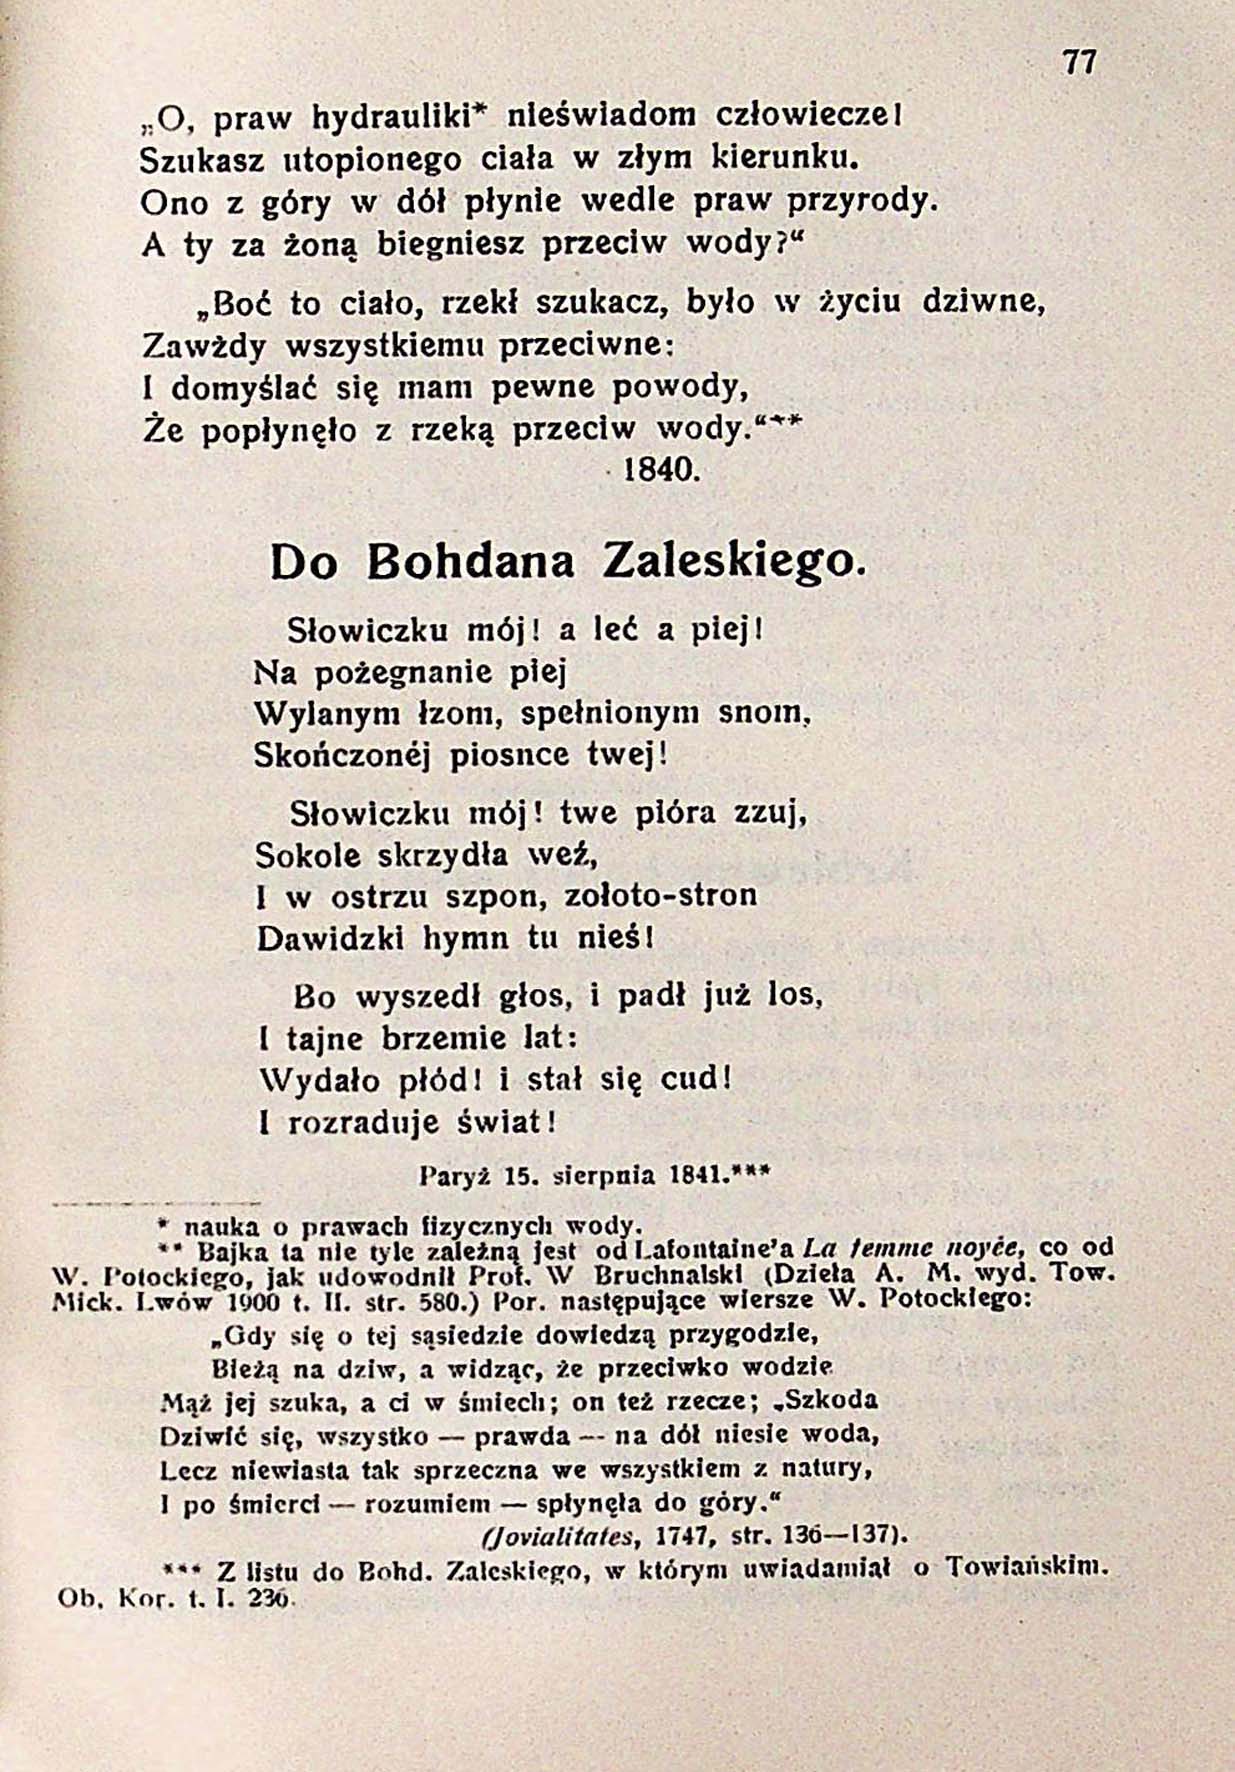 77
„O, praw hydrauliki* nieświadom człowiecze!
Szukasz utopionego ciała w złym kierunku.
Ono z góry w dół płynie wedle praw przyrody.
A ty za żoną biegniesz przeciw wody?“
„Boć to ciało, rzekł szukacz, było w życiu dziwne,
Zawżdy wszystkiemu przeciwne:
I domyślać się mam pewne powody,
Że popłynęło z rzeką przeciw wody.“**
1840.
Do Bohdana Zaleskiego.
Słowiczku mój! a leć a piej!
Na pożegnanie piej
Wylanym łzom, spełnionym snom,
Skończonéj piosnce twej!
Słowiczku mój! twe pióra zzuj,
Sokole skrzydła weź,
I w ostrzu szpon, zołoto-stron
Dawidzki hymn tu nieś!
Bo wyszedł głos, i padł już los,
I tajne brzemie lat:
Wydało płód! i stał się cud!
I rozraduje świat!
Paryż 15. sierpnia 1841.***
* nauka o prawach fizycznych wody.
** Bajka ta nie tyle zależną jest od Lafontaine’a La femme noyée, co od
W. Potockiego, jak udowodnił Prof. W Bruchnalski (Dzieła A. M. wyd. Tow.
Mick. Lwów 1900 t. II. str. 580.) Por. następujące wiersze W. Potockiego:
„Gdy się o tej sąsiedzie dowiedzą przygodzie,
Bieżą na dziw, a widząc, że przeciwko wodzie
Mąż jej szuka, a ci w śmiech; on też rzecze; „Szkoda
Dziwić się, wszystko — prawda — na dół niesie woda,
Lecz niewiasta tak sprzeczna we wszystkiem z natury,
I po śmierci — rozumiem — spłynęła do góry.“
(Jovialitates, 1747, str. 136—137).
*** Z listu do Bohd. Zaleskiego, w którym uwiadamiał o Towiańskim.
Ob. Kor. t. I. 236.